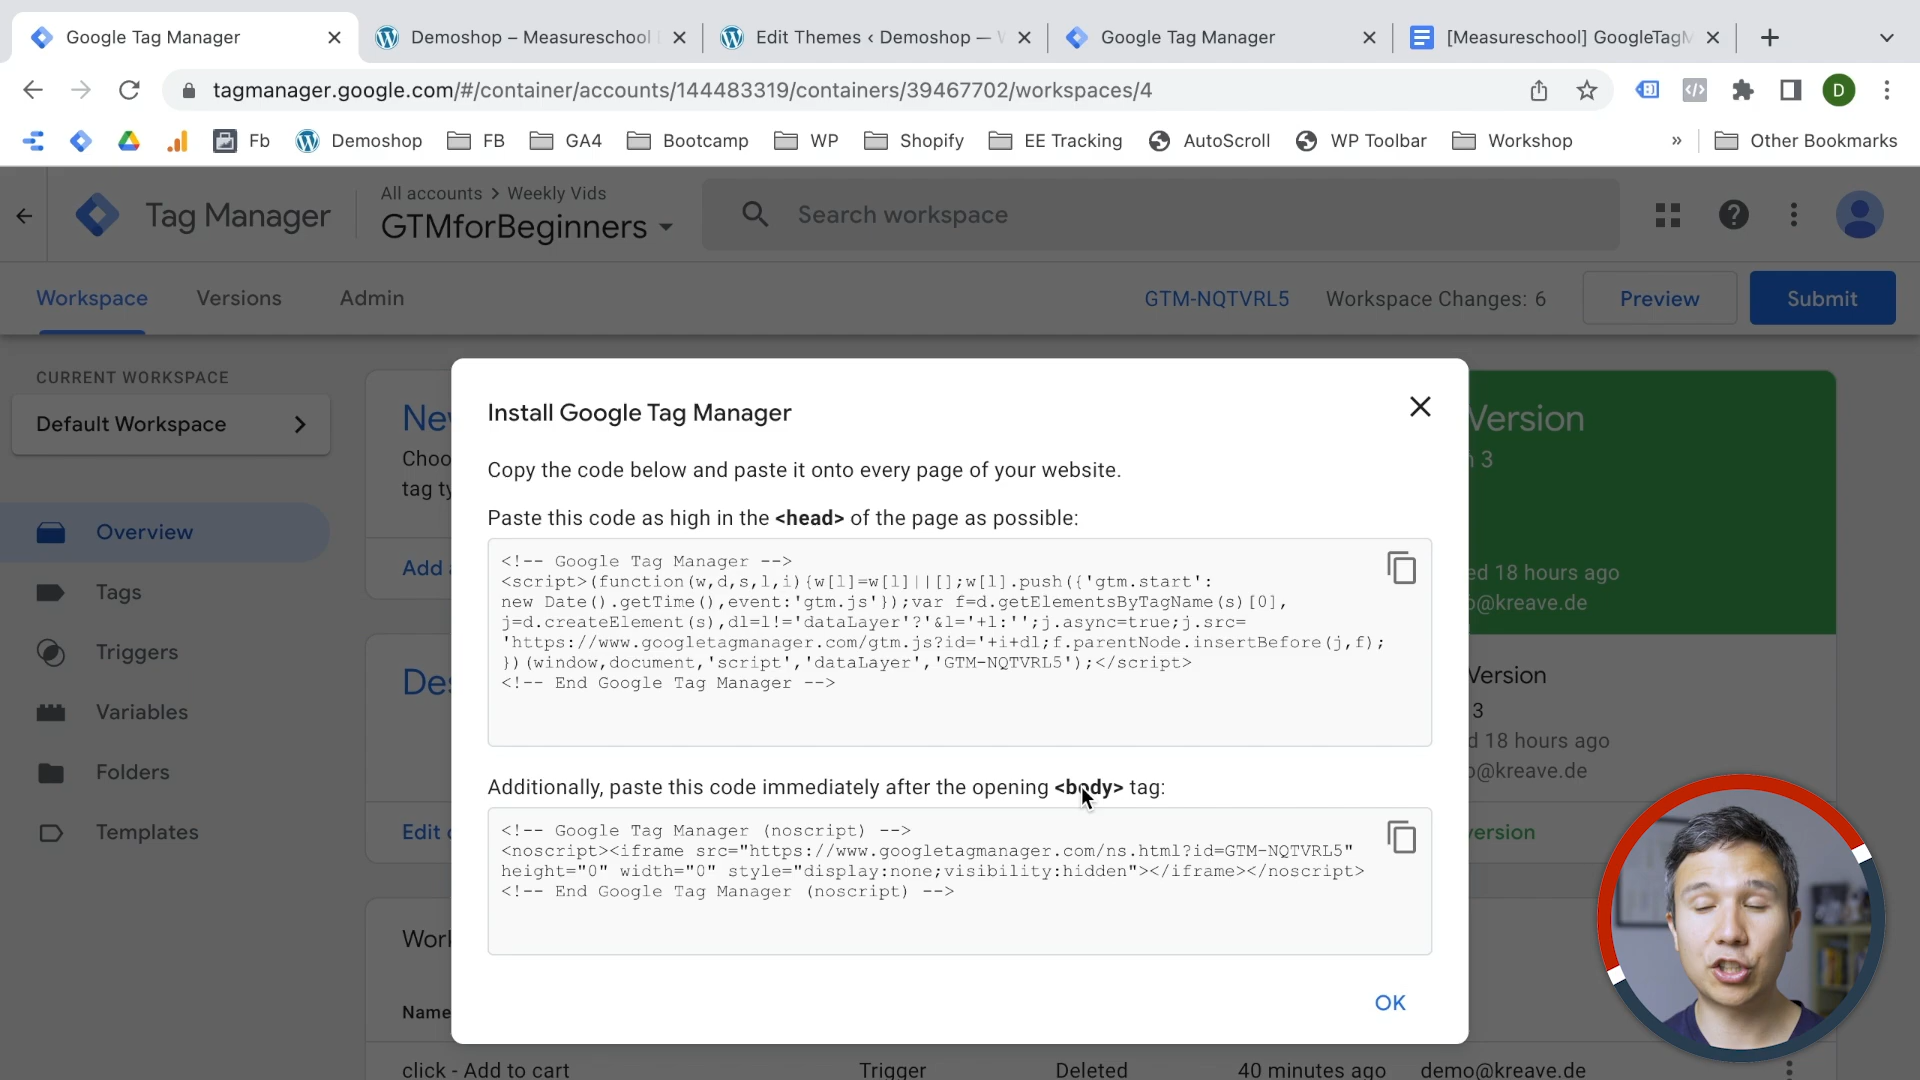 Google Tag Manager
Demoshop – Measureschool
Edit Themes ‹ Demoshop —
Google Tag Manager
[Measureschool] GoogleTagM
tagmanager.google.com/#/container/accounts/144483319/containers/39467702/workspaces/4
D
Fb
Demoshop
FB
GA4
Bootcamp
WP
Shopify
EE Tracking
AutoScroll
WP Toolbar
Workshop
»
Other Bookmarks
Tag Manager
All accounts > Weekly Vids
GTMforBeginners
Search workspace
Workspace
Versions
Admin
GTM-NQTVRL5
Workspace Changes: 6
Preview
Submit
CURRENT WORKSPACE
Default Workspace
Overview
Tags
Triggers
Variables
Folders
Templates
New
Choo
tag ty
Add
Des
Edit
Work
Name
Install Google Tag Manager
Copy the code below and paste it onto every page of your website.
Paste this code as high in the <head> of the page as possible:
<!-- Google Tag Manager -->
<script>(function(w,d,s,l,i){w[l]=w[l]||[];w[l].push({'gtm.start':
new Date().getTime(),event:'gtm.js'});var f=d.getElementsByTagName(s)[0],
j=d.createElement(s),dl=l!='dataLayer'?'&l='+l:'';j.async=true;j.src=
'https://www.googletagmanager.com/gtm.js?id='+i+dl;f.parentNode.insertBefore(j,f);
})(window,document,'script','dataLayer','GTM-NQTVRL5');</script>
<!-- End Google Tag Manager -->
Additionally, paste this code immediately after the opening <body> tag:
<!-- Google Tag Manager (noscript) -->
<noscript><iframe src="https://www.googletagmanager.com/ns.html?id=GTM-NQTVRL5"
height="0" width="0" style="display:none;visibility:hidden"></iframe></noscript>
<!-- End Google Tag Manager (noscript) -->
OK
Version
3
ed 18 hours ago
o@kreave.de
Version
3
d 18 hours ago
o@kreave.de
version
click - Add to cart
Trigger
Deleted
40 minutes ago
demo@kreave.de